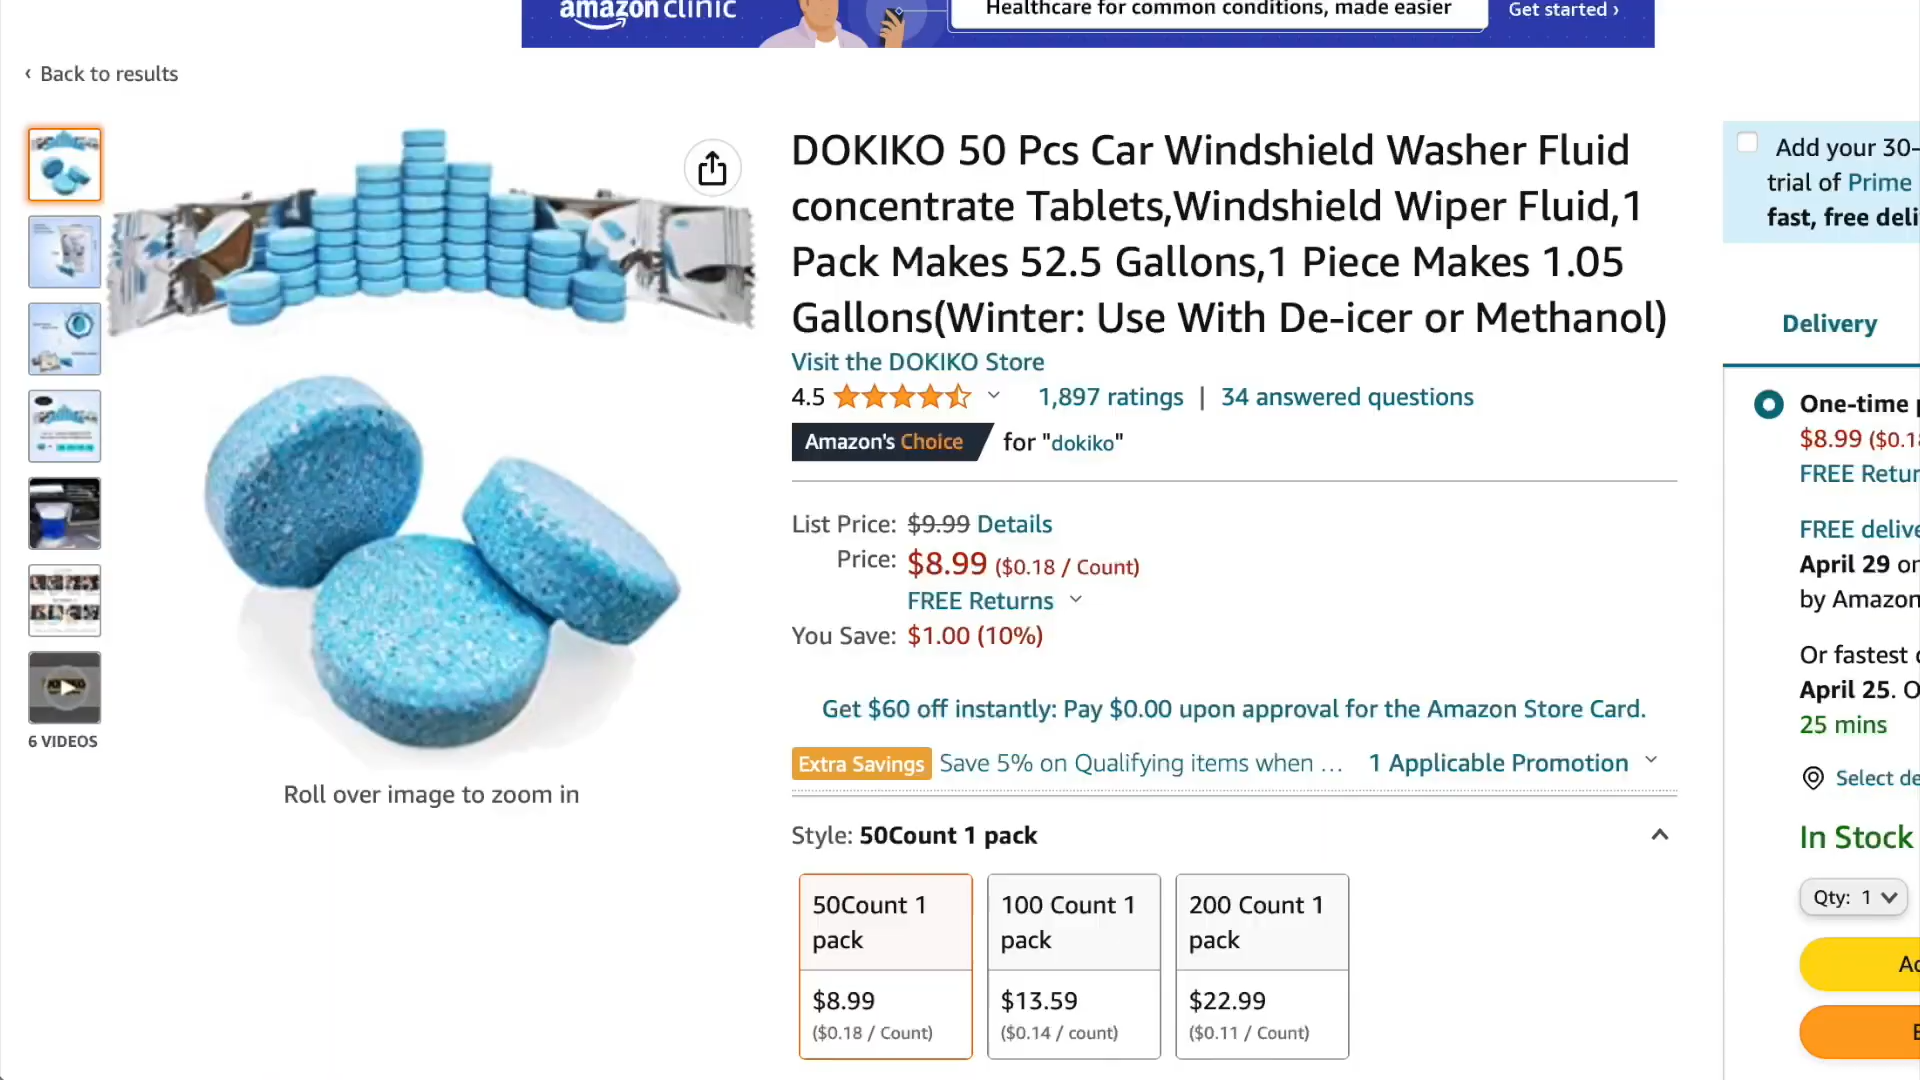 amazon clinic
Healthcare for common conditions, made easier
Get started ›
‹ Back to results
DOKIKO 50 Pcs Car Windshield Washer Fluid
concentrate Tablets,Windshield Wiper Fluid,1
Pack Makes 52.5 Gallons,1 Piece Makes 1.05
Gallons(Winter: Use With De-icer or Methanol)
Visit the DOKIKO Store
4.5 1,897 ratings | 34 answered questions
Amazon's Choice for "dokiko"
List Price: $9.99 Details
Price: $8.99 ($0.18 / Count)
FREE Returns
You Save: $1.00 (10%)
Get $60 off instantly: Pay $0.00 upon approval for the Amazon Store Card.
Extra Savings Save 5% on Qualifying items when … 1 Applicable Promotion
Style: 50Count 1 pack
50Count 1
pack
$8.99
($0.18 / Count)
100 Count 1
pack
$13.59
($0.14 / count)
200 Count 1
pack
$22.99
($0.11 / Count)
6 VIDEOS
Roll over image to zoom in
Add your 30-
trial of Prime
fast, free deli
Delivery
One-time
$8.99 ($0.18
FREE Retur
FREE delive
April 29 or
by Amazon
Or fastest
April 25. O
25 mins
Select de
In Stock
Qty: 1